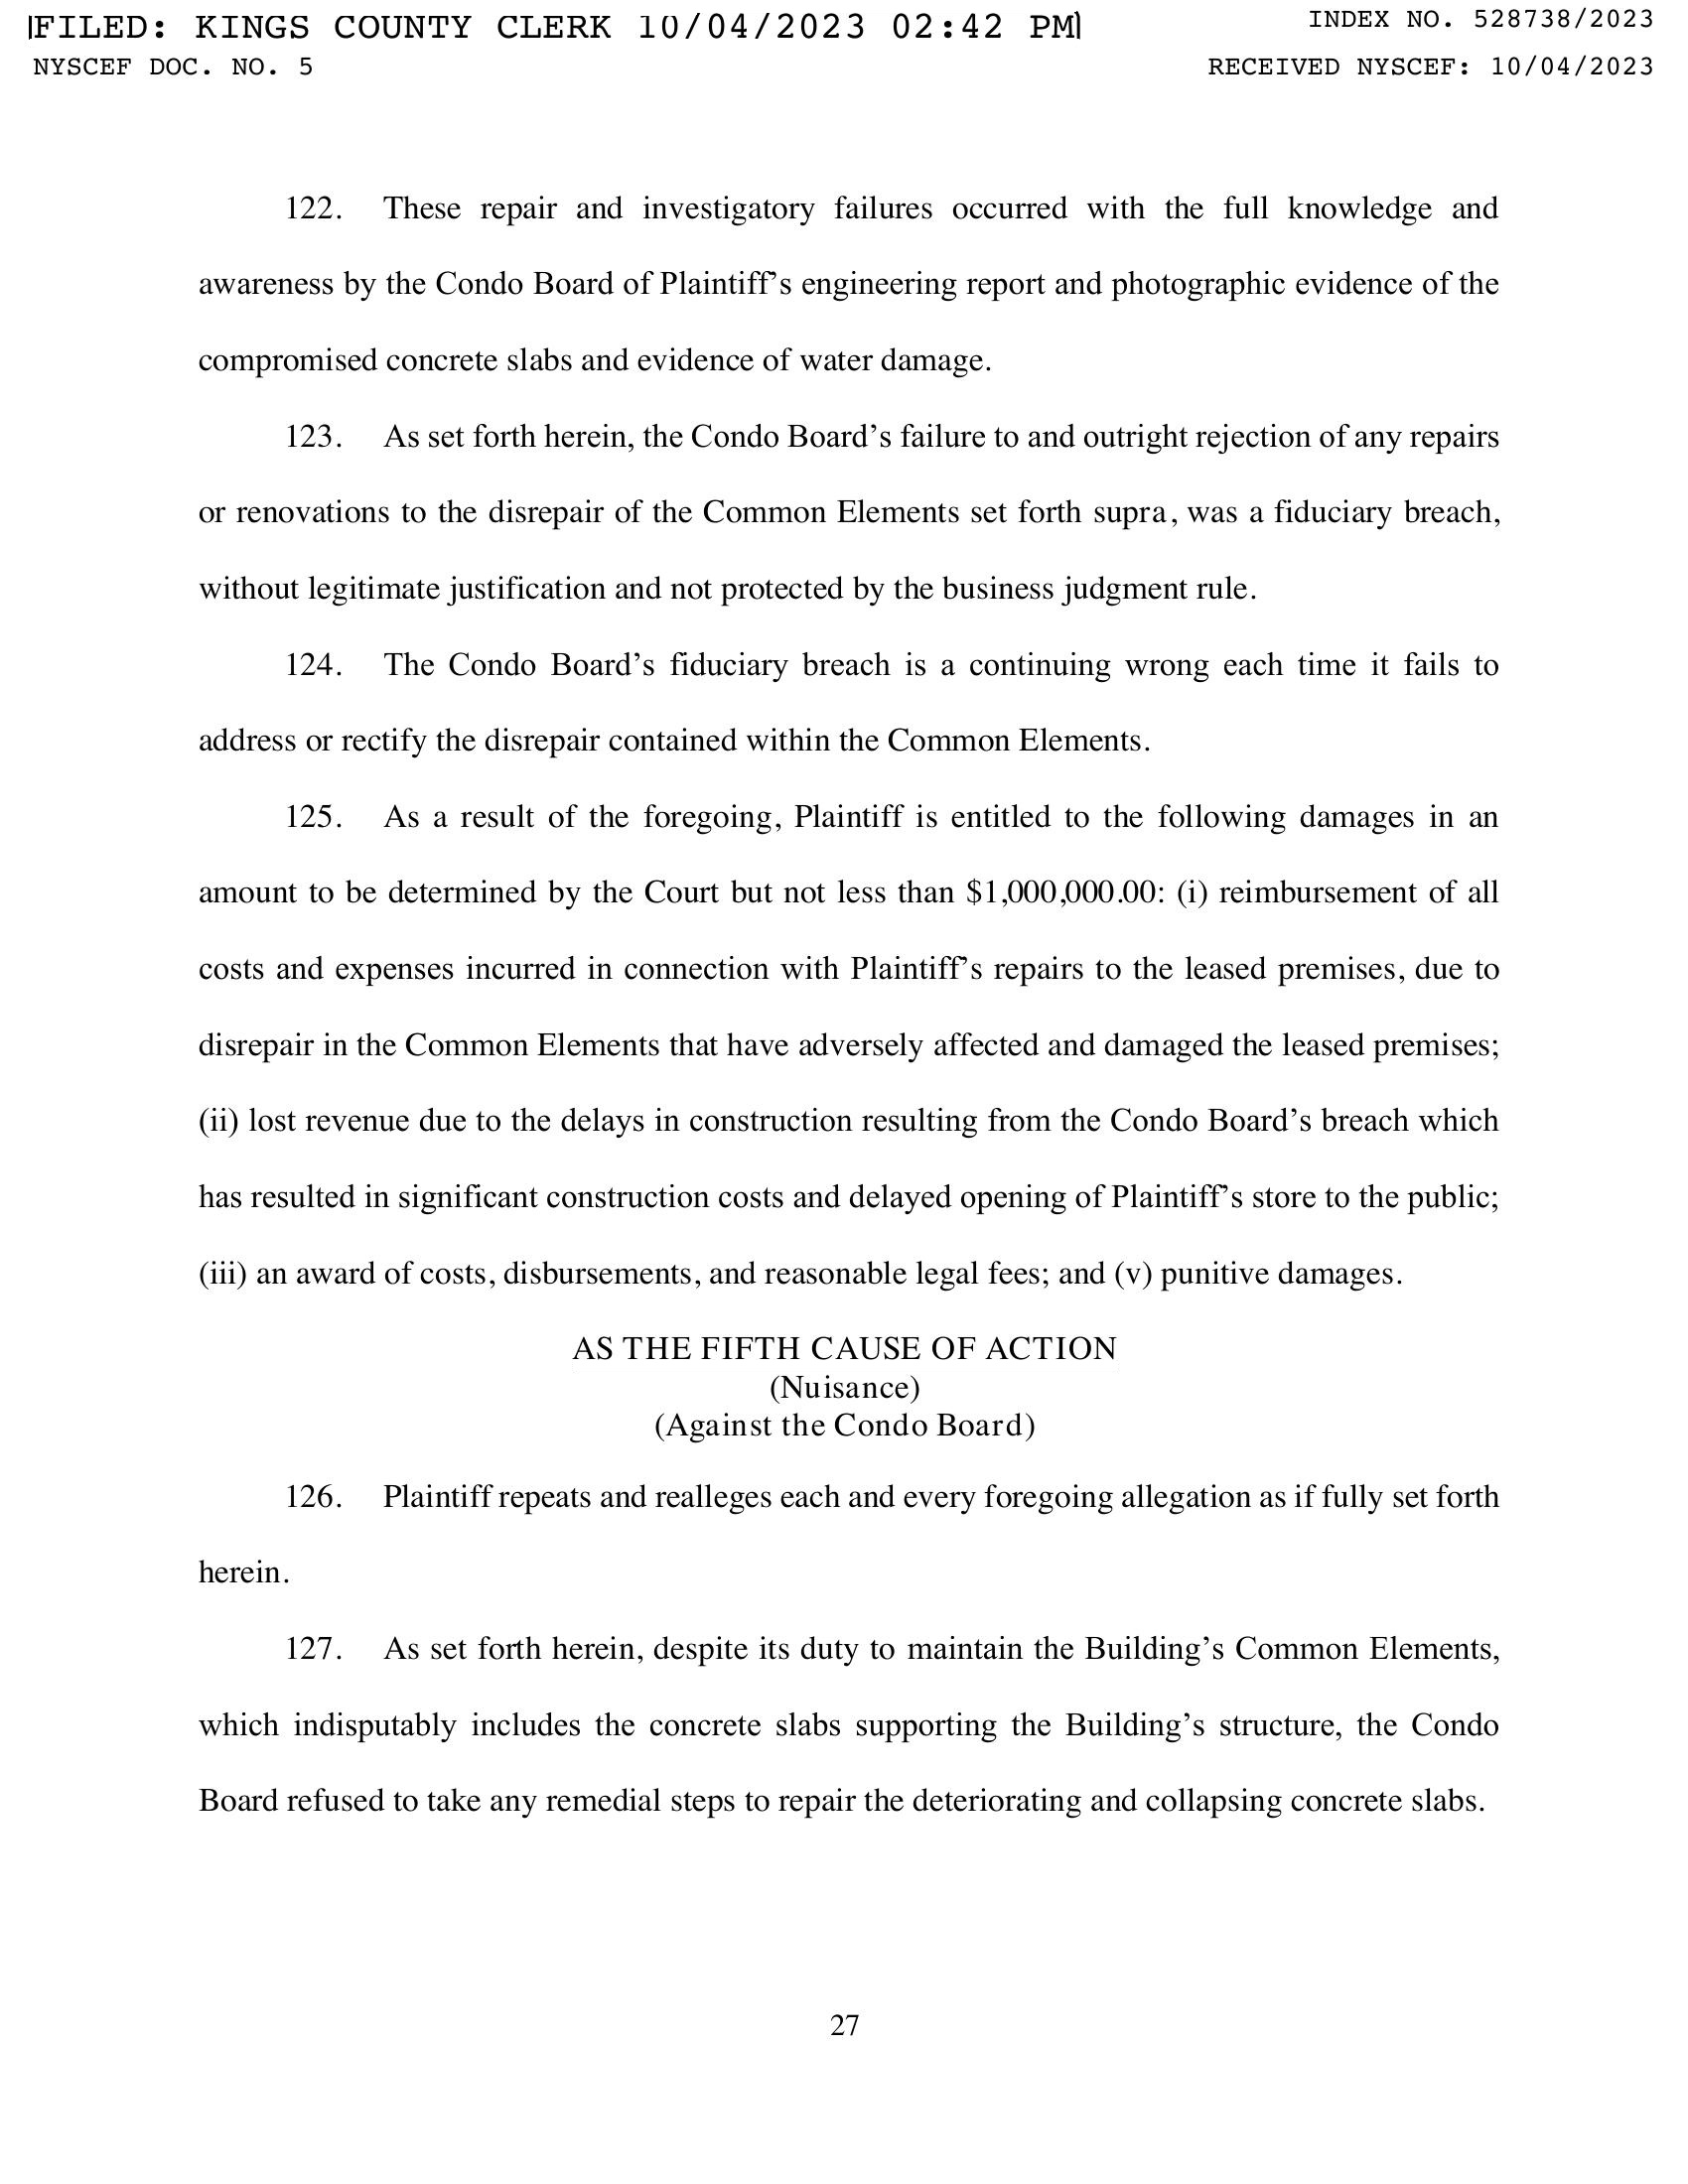 FILED: KINGS COUNTY CLERK 10/04/2023 02:42 PM
INDEX NO. 528738/2023
NYSCEF DOC. NO. 5
RECEIVED NYSCEF: 10/04/2023
122. These repair and investigatory failures occurred with the full knowledge and
awareness by the Condo Board of Plaintiff’s engineering report and photographic evidence of the
compromised concrete slabs and evidence of water damage.
123. As set forth herein, the Condo Board’s failure to and outright rejection of any repairs
or renovations to the disrepair of the Common Elements set forth supra, was a fiduciary breach,
without legitimate justification and not protected by the business judgment rule.
124. The Condo Board’s fiduciary breach is a continuing wrong each time it fails to
address or rectify the disrepair contained within the Common Elements.
125. As a result of the foregoing, Plaintiff is entitled to the following damages in an
amount to be determined by the Court but not less than $1,000,000.00: (i) reimbursement of all
costs and expenses incurred in connection with Plaintiff’s repairs to the leased premises, due to
disrepair in the Common Elements that have adversely affected and damaged the leased premises;
(ii) lost revenue due to the delays in construction resulting from the Condo Board’s breach which
has resulted in significant construction costs and delayed opening of Plaintiff’s store to the public;
(iii) an award of costs, disbursements, and reasonable legal fees; and (v) punitive damages.
AS THE FIFTH CAUSE OF ACTION
(Nuisance)
(Against the Condo Board)
126. Plaintiff repeats and realleges each and every foregoing allegation as if fully set forth
herein.
127. As set forth herein, despite its duty to maintain the Building’s Common Elements,
which indisputably includes the concrete slabs supporting the Building’s structure, the Condo
Board refused to take any remedial steps to repair the deteriorating and collapsing concrete slabs.
27